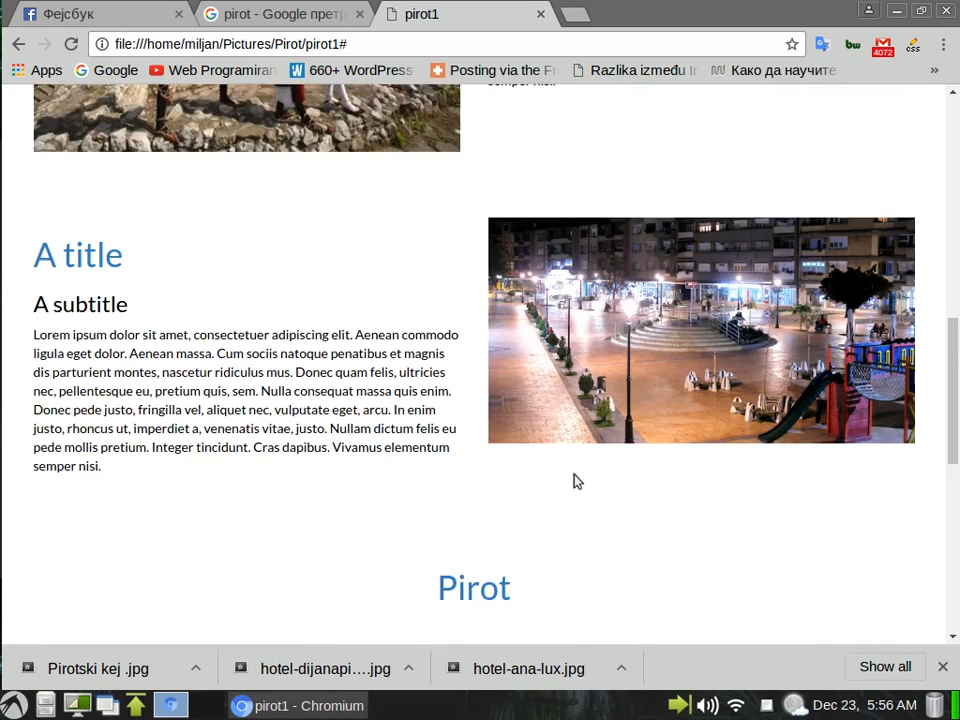 Фејсбук
pirot - Google претр
pirot1
file:///home/miljan/Pictures/Pirot/pirot1#
bw
4072
css
Apps
Google
Web Programiran
660+ WordPress
Posting via the Fr
Razlika između In
Како да научите
»
A title
A subtitle
Lorem ipsum dolor sit amet, consectetuer adipiscing elit. Aenean commodo
ligula eget dolor. Aenean massa. Cum sociis natoque penatibus et magnis
dis parturient montes, nascetur ridiculus mus. Donec quam felis, ultricies
nec, pellentesque eu, pretium quis, sem. Nulla consequat massa quis enim.
Donec pede justo, fringilla vel, aliquet nec, vulputate eget, arcu. In enim
justo, rhoncus ut, imperdiet a, venenatis vitae, justo. Nullam dictum felis eu
pede mollis pretium. Integer tincidunt. Cras dapibus. Vivamus elementum
semper nisi.
Pirot
Pirotski kej .jpg
hotel-dijanapi....jpg
hotel-ana-lux.jpg
Show all
pirot1 - Chromium
Dec 23, 5:56 AM